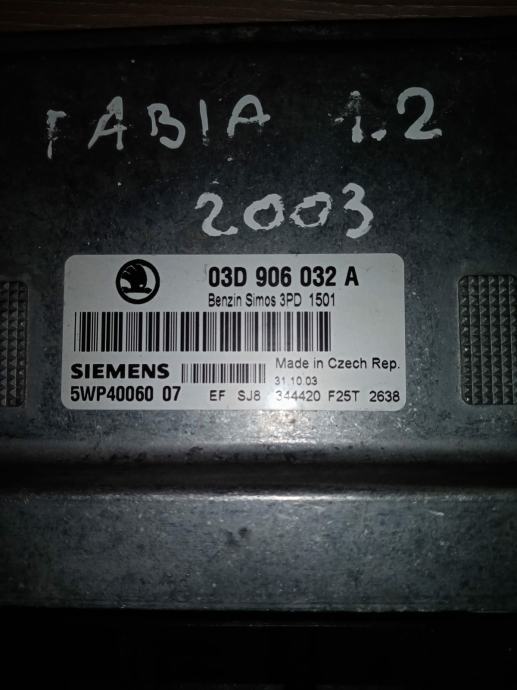 FABIA 1.2
2003
03D 906 032 A
Benzin Simos 3PD 1501
SIEMENS
Made in Czech Rep.
31.10.03
5WP40060 07
EF SJ8 344420 F25T 2638